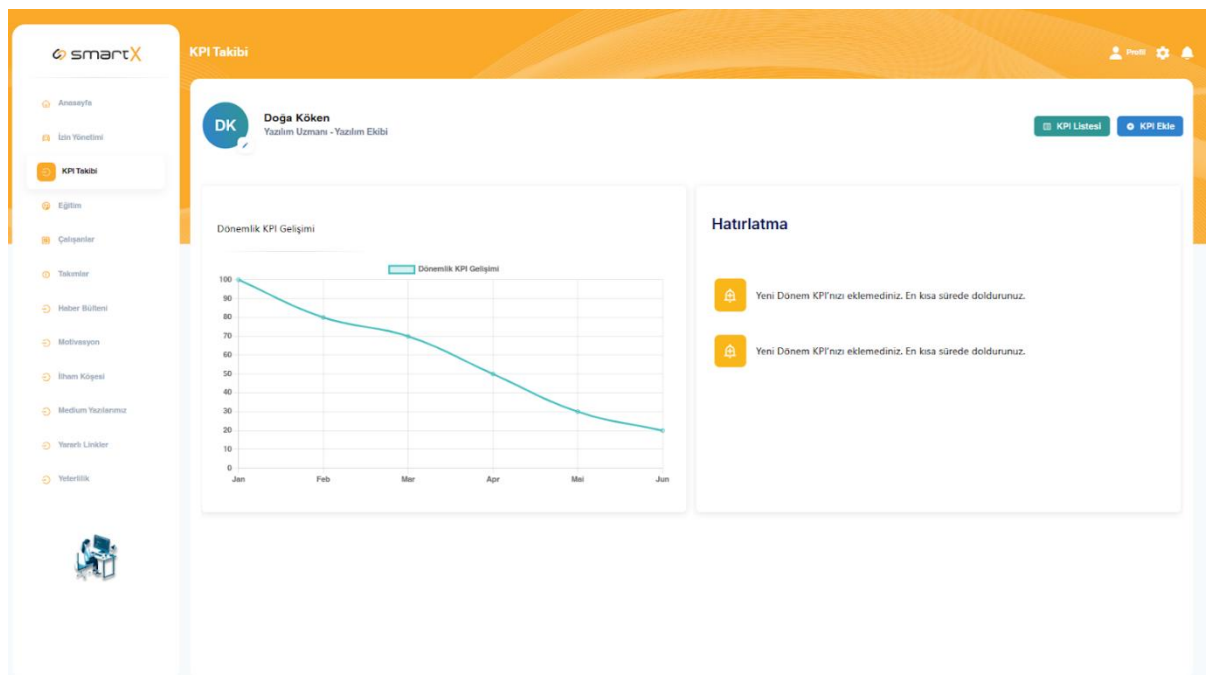 smartX
KPI Takibi
Profil
Anasayfa
İzin Yönetimi
KPI Takibi
Eğitim
Çalışanlar
Takımlar
Haber Bülteni
Motivasyon
İlham Köşesi
Medium Yazılarımız
Yararlı Linkler
Yeterlilik
DK
Doğa Köken
Yazılım Uzmanı - Yazılım Ekibi
KPI Listesi
KPI Ekle
Dönemlik KPI Gelişimi
Dönemlik KPI Gelişimi
100
90
80
70
60
50
40
30
20
10
0
Jan Feb Mar Apr Mai Jun
Hatırlatma
Yeni Dönem KPI'nızı eklemediniz. En kısa sürede doldurunuz.
Yeni Dönem KPI'nızı eklemediniz. En kısa sürede doldurunuz.